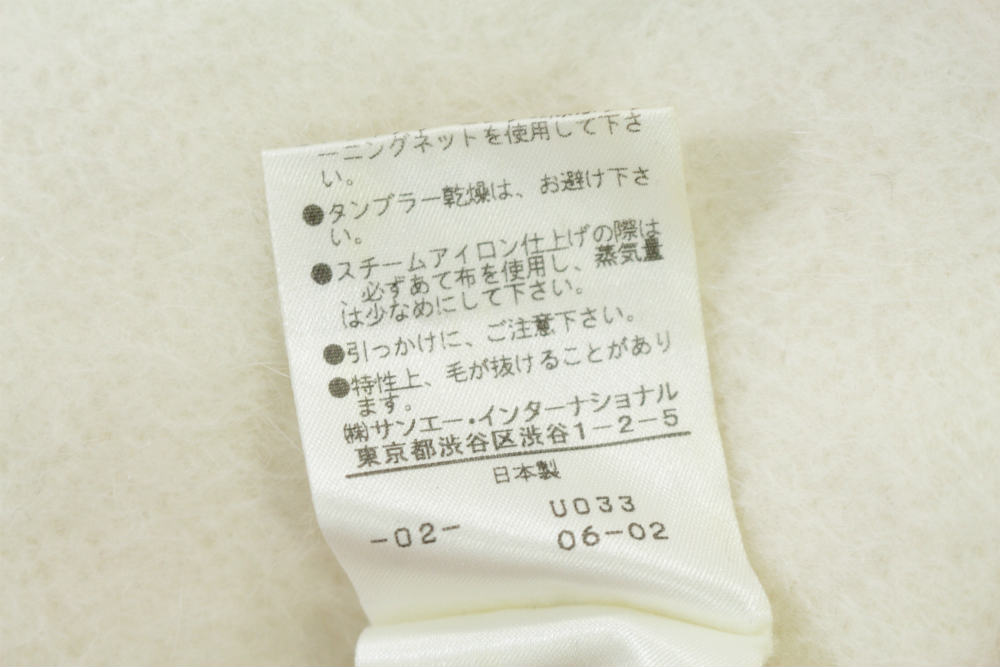 ーニングネットを使用して下さ
い。
●タンブラー乾燥は、お避け下さ
い。
●スチームアイロン仕上げの際は
、必ずあて布を使用し、蒸気量
は少なめにして下さい。
●引っかけに、ご注意下さい。
●特性上、毛が抜けることがあり
ます。
㈱サンエー・インターナショナル
東京都渋谷区渋谷1-2-5
日本製
U033
-02- 06-02